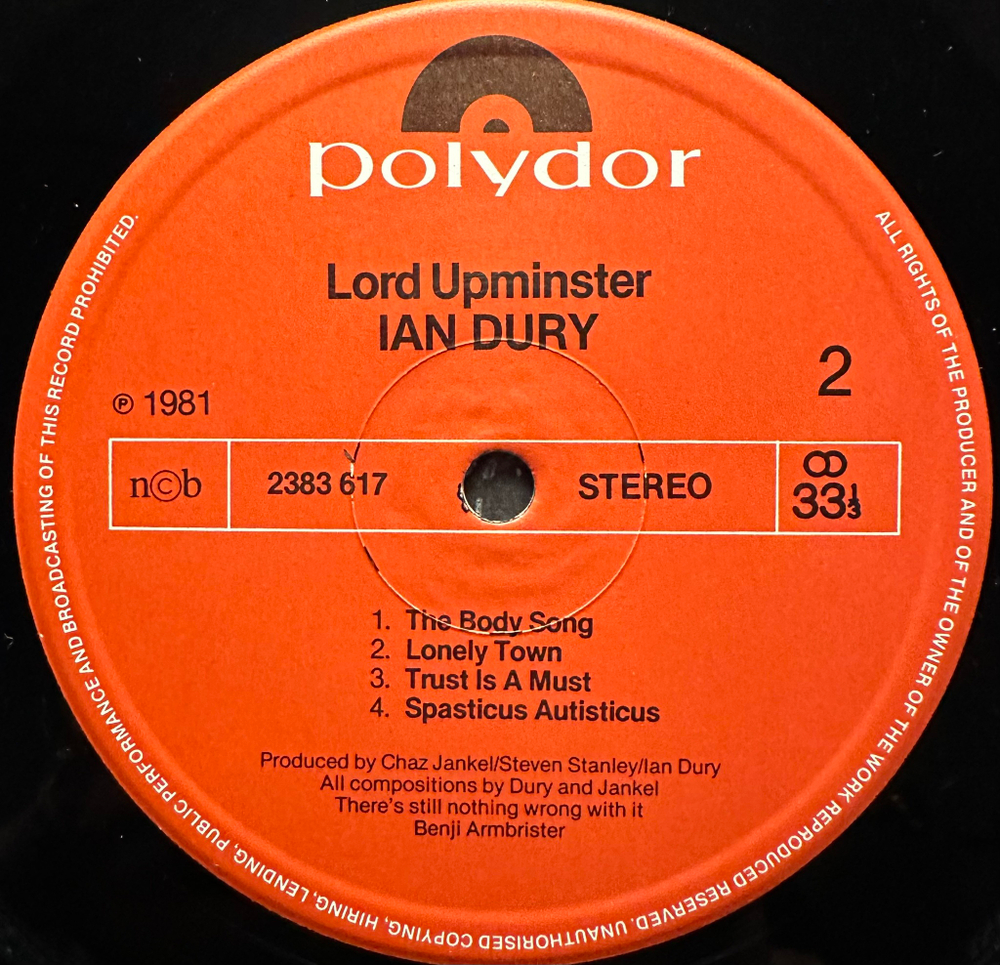 polydor
Lord Upminster
IAN DURY
2
℗ 1981
n©b
2383 617
STEREO
33⅓
1. The Body Song
2. Lonely Town
3. Trust Is A Must
4. Spasticus Autisticus
Produced by Chaz Jankel/Steven Stanley/Ian Dury
All compositions by Dury and Jankel
There's still nothing wrong with it
Benji Armbrister
ALL RIGHTS OF THE PRODUCER AND OF THE OWNER OF THE WORK REPRODUCED RESERVED. UNAUTHORISED COPYING, HIRING, LENDING, PUBLIC PERFORMANCE AND BROADCASTING OF THIS RECORD PROHIBITED.